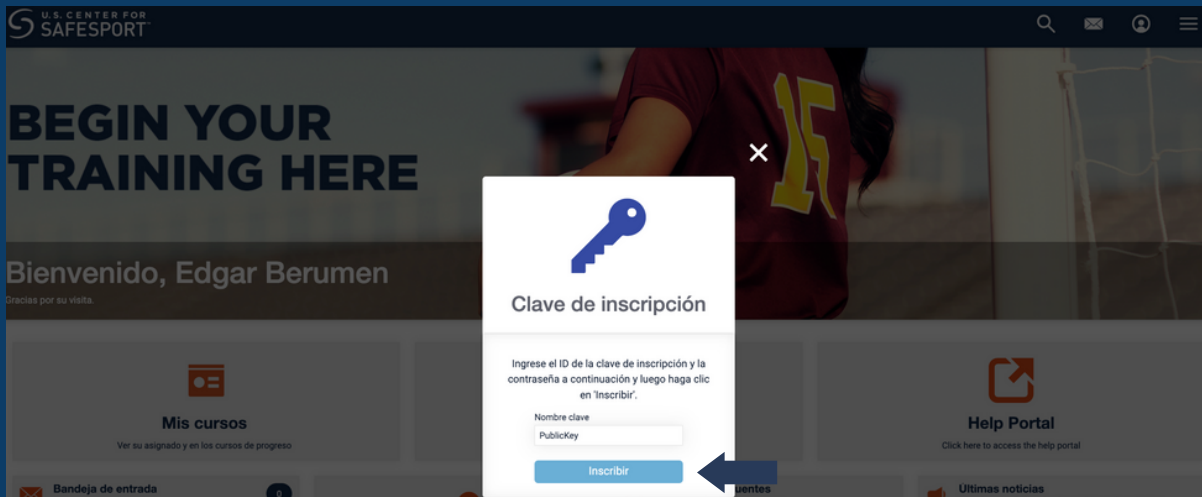 U.S. CENTER FOR
SAFESPORT
BEGIN YOUR
TRAINING HERE
15
Bienvenido, Edgar Berumen
Gracias por su visita.
Clave de inscripción
Ingrese el ID de la clave de inscripción y la
contraseña a continuación y luego haga clic
en 'Inscribir'.
Nombre clave
PublicKey
Inscribir
Mis cursos
Ver su asignado y en los cursos de progreso
Help Portal
Click here to access the help portal
Bandeja de entrada
0
uentes
Ultimas noticias